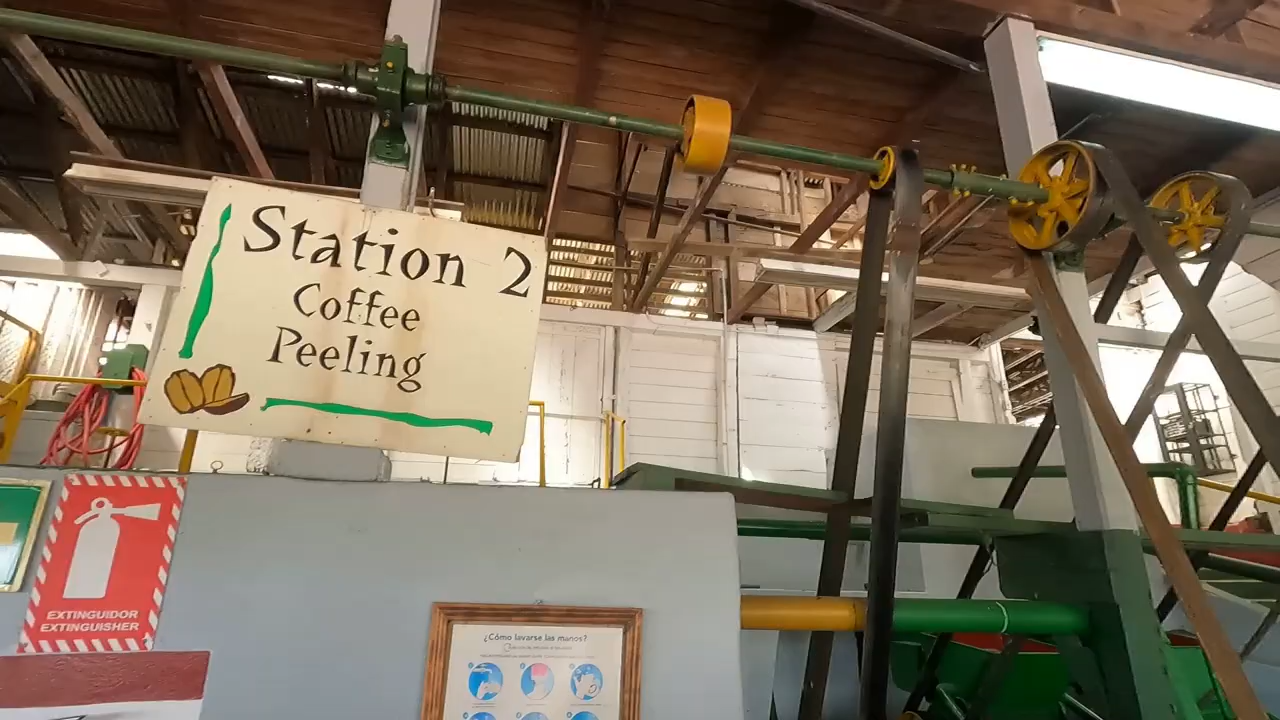 Station 2
Coffee
Peeling
EXTINGUIDOR
EXTINGUISHER
¿Cómo lavarse las manos?